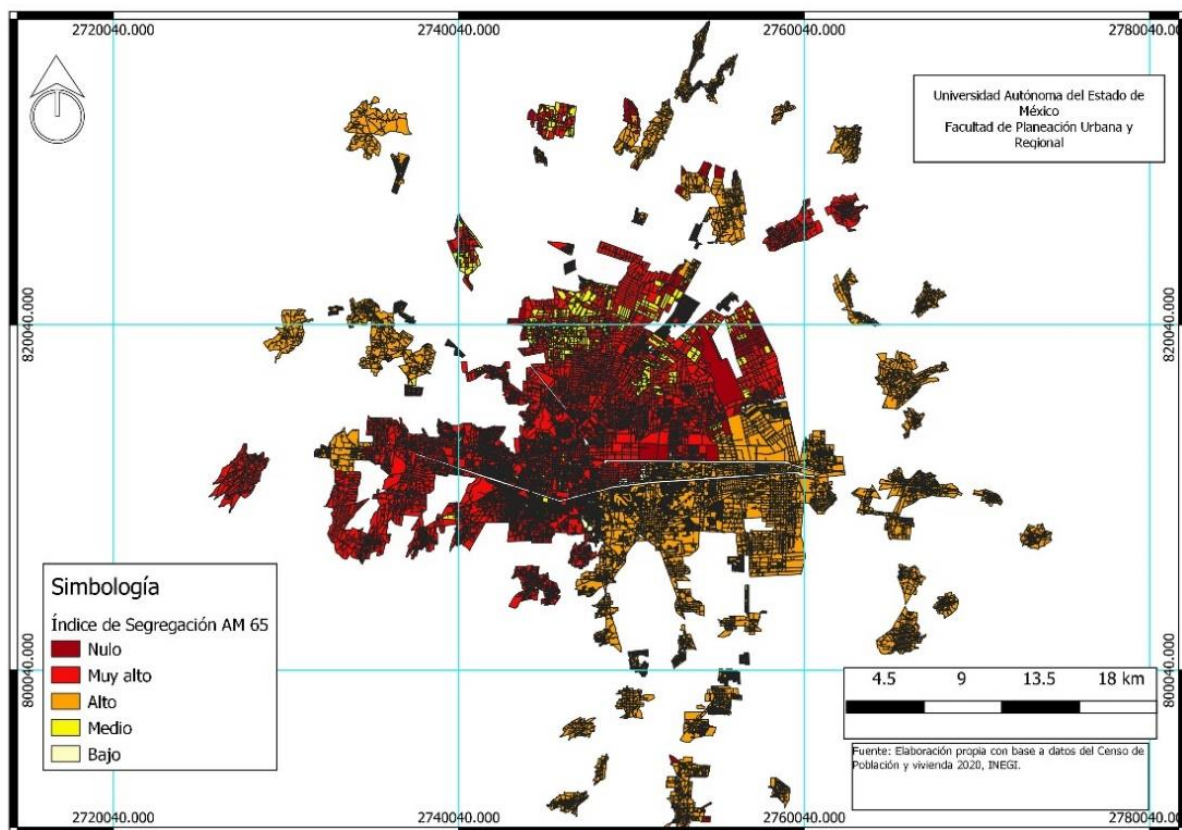 2720040.000
2740040.000
2760040.000
2780040.000
Universidad Autónoma del Estado de
México
Facultad de Planeación Urbana y
Regional
820040.000
820040.000
Simbología
Índice de Segregación AM 65
Nulo
Muy alto
Alto
Medio
Bajo
800040.000
800040.000
4.5 9 13.5 18 km
Fuente: Elaboración propia con base a datos del Censo de
Población y vivienda 2020, INEGI.
2720040.000
2740040.000
2760040.000
2780040.000